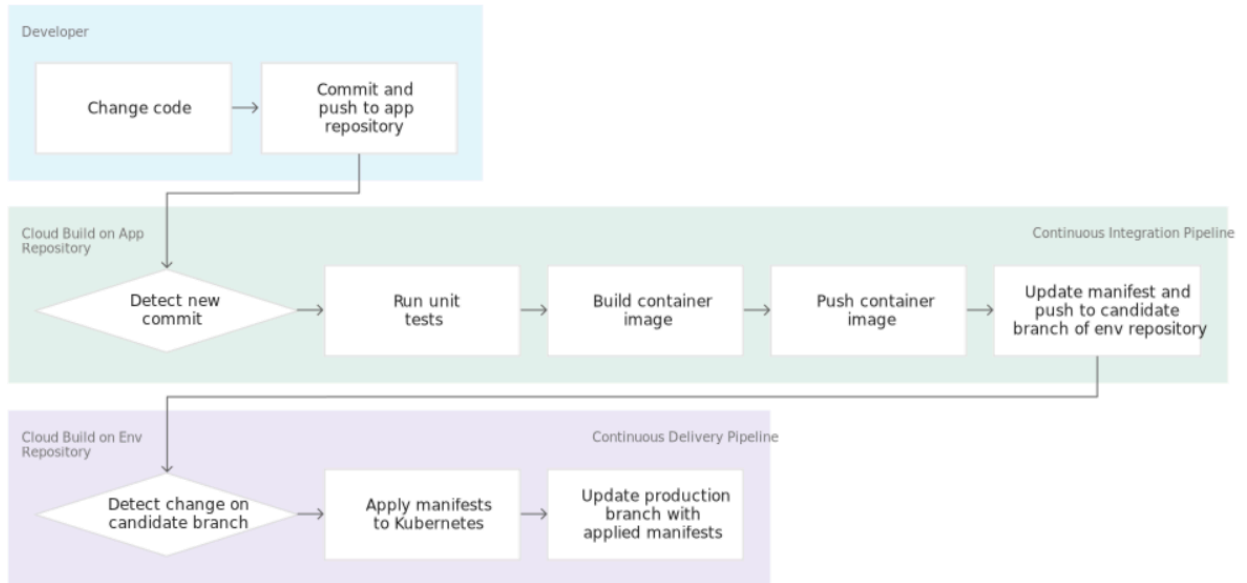 Developer
Change code
Commit and
push to app
repository
Cloud Build on App
Repository
Continuous Integration Pipeline
Detect new
commit
Run unit
tests
Build container
image
Push container
image
Update manifest and
push to candidate
branch of env repository
Cloud Build on Env
Repository
Continuous Delivery Pipeline
Detect change on
candidate branch
Apply manifests
to Kubernetes
Update production
branch with
applied manifests